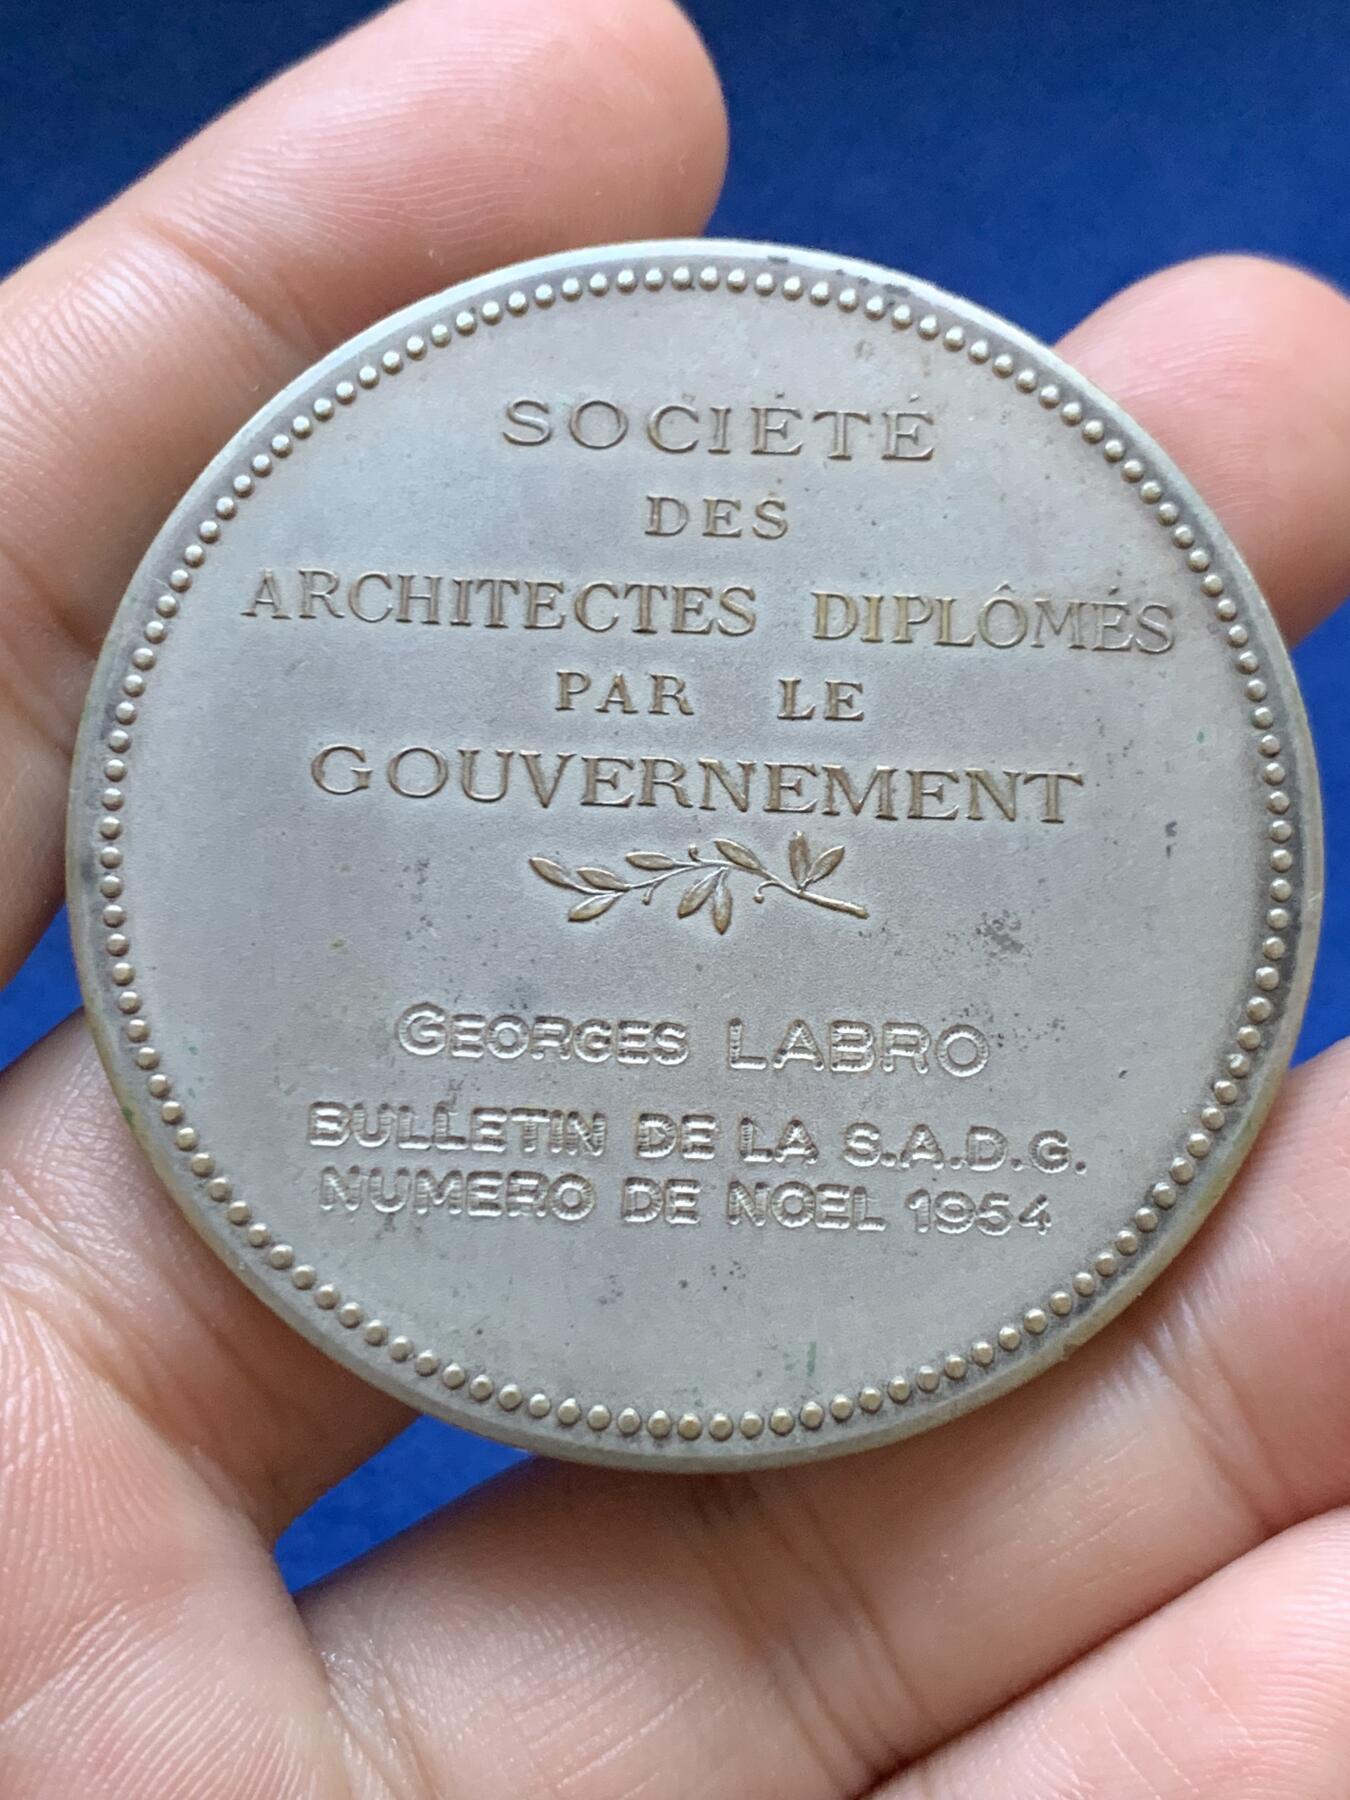 SOCIÉTÉ
DES
ARCHITECTES DIPLÔMÉS
PAR LE
GOUVERNEMENT
GEORGES LABRO
BULLETIN DE LA S.A.D.G.
NUMERO DE NOEL 1954